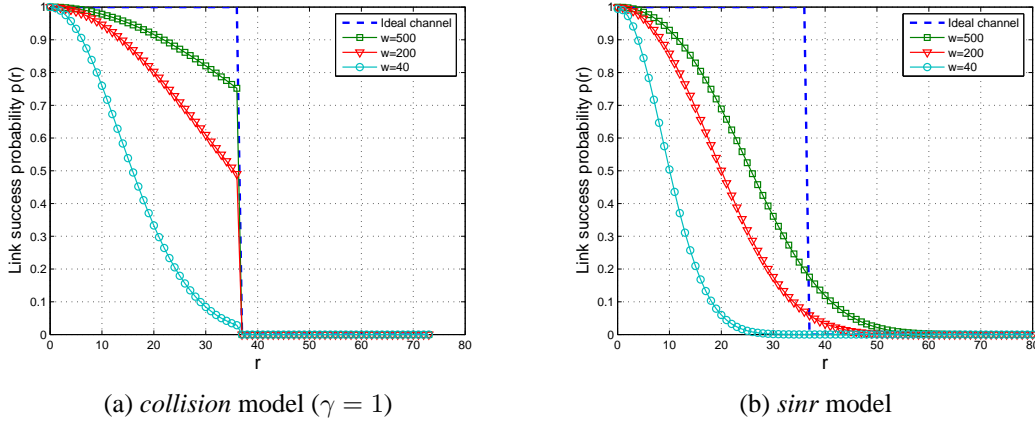 1
0.9
0.8
0.7
0.6
0.5
0.4
0.3
0.2
0.1
0
Link success probability p(r)
0 10 20 30 40 50 60 70 80
r
Ideal channel
w=500
w=200
w=40
(a) collision model (γ = 1)
1
0.9
0.8
0.7
0.6
0.5
0.4
0.3
0.2
0.1
0
Link success probability p(r)
0 10 20 30 40 50 60 70 80
r
Ideal channel
w=500
w=200
w=40
(b) sinr model